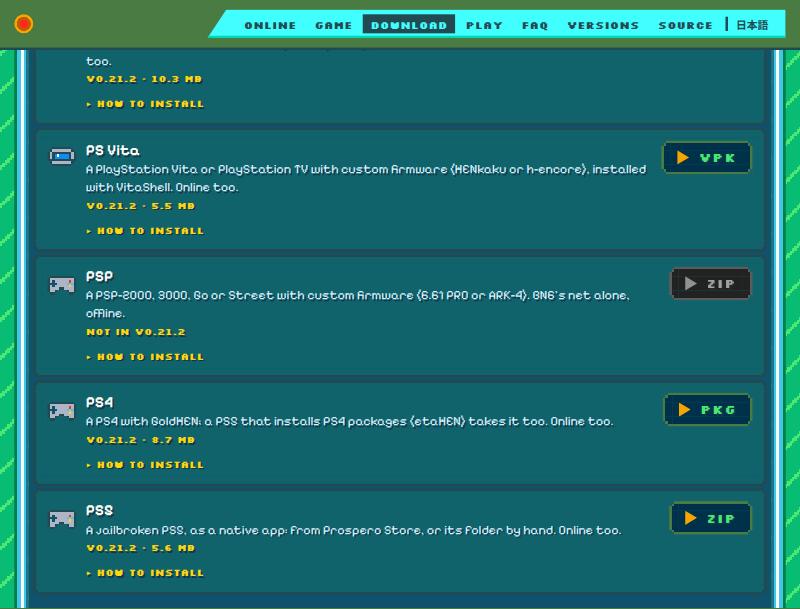 ONLINE GAME DOWNLOAD PLAY FAQ VERSIONS SOURCE 日本語
too.
V0.21.2 - 10.3 MB
▸ HOW TO INSTALL
PS Vita
VPK
A PlayStation Vita or PlayStation TV with custom firmware (HENkaku or h-encore), installed
with VitaShell. Online too.
V0.21.2 - 5.5 MB
▸ HOW TO INSTALL
PSP
ZIP
A PSP-2000, 3000, Go or Street with custom firmware (6.61 PRO or ARK-4). GNG's net alone,
offline.
NOT IN V0.21.2
▸ HOW TO INSTALL
PS4
PKG
A PS4 with GoldHEN; a PS5 that installs PS4 packages (etaHEN) takes it too. Online too.
V0.21.2 - 8.7 MB
▸ HOW TO INSTALL
PS5
ZIP
A jailbroken PS5, as a native app: from Prospero Store, or its folder by hand. Online too.
V0.21.2 - 5.6 MB
▸ HOW TO INSTALL